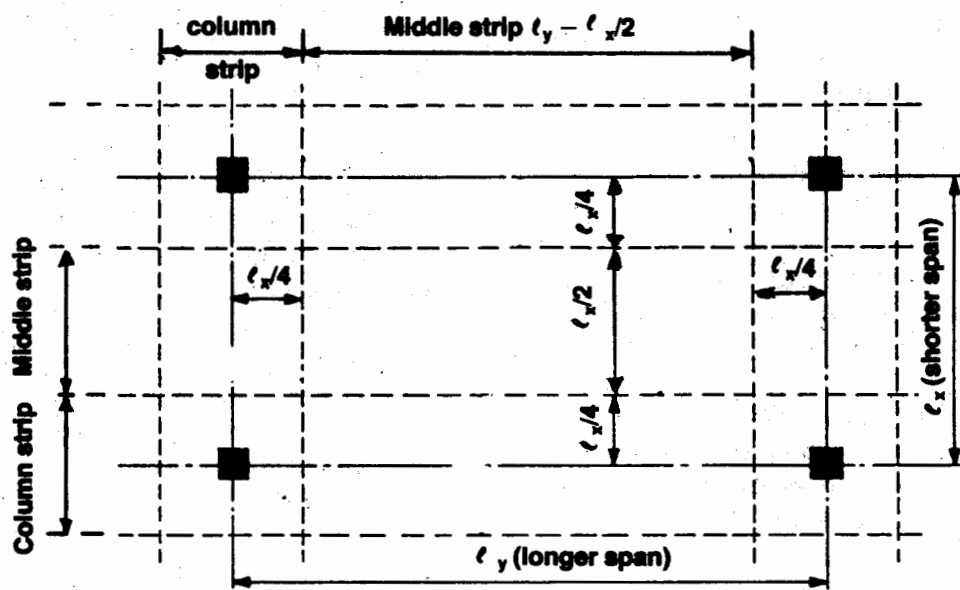 column
strip
Middle strip ℓy − ℓx/2
ℓx/4
ℓx/4
ℓx/4
ℓx/2
ℓx/4
Middle strip
Column strip
ℓx (shorter span)
ℓy (longer span)